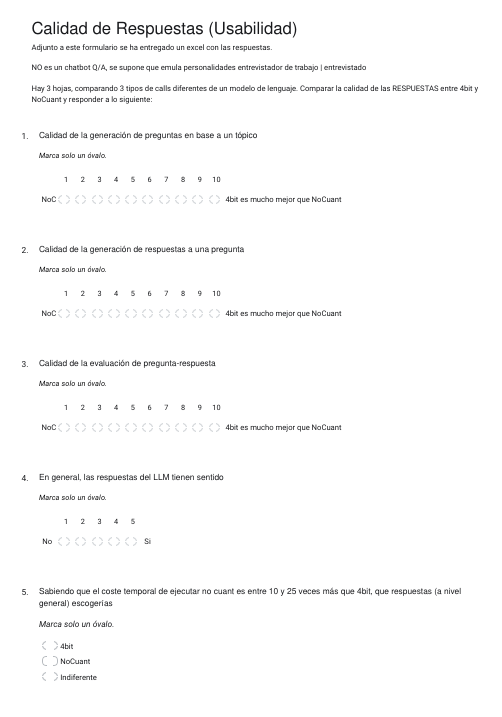 Calidad de Respuestas (Usabilidad)
Adjunto a este formulario se ha entregado un excel con las respuestas.
NO es un chatbot Q/A, se supone que emula personalidades entrevistador de trabajo | entrevistado
Hay 3 hojas, comparando 3 tipos de calls diferentes de un modelo de lenguaje. Comparar la calidad de las RESPUESTAS entre 4bit y
NoCuant y responder a lo siguiente:
1. Calidad de la generación de preguntas en base a un tópico
Marca solo un óvalo.
1 2 3 4 5 6 7 8 9 10
NoC 4bit es mucho mejor que NoCuant
2. Calidad de la generación de respuestas a una pregunta
Marca solo un óvalo.
1 2 3 4 5 6 7 8 9 10
NoC 4bit es mucho mejor que NoCuant
3. Calidad de la evaluación de pregunta-respuesta
Marca solo un óvalo.
1 2 3 4 5 6 7 8 9 10
NoC 4bit es mucho mejor que NoCuant
4. En general, las respuestas del LLM tienen sentido
Marca solo un óvalo.
1 2 3 4 5
No Si
5. Sabiendo que el coste temporal de ejecutar no cuant es entre 10 y 25 veces más que 4bit, que respuestas (a nivel
general) escogerías
Marca solo un óvalo.
4bit
NoCuant
Indiferente